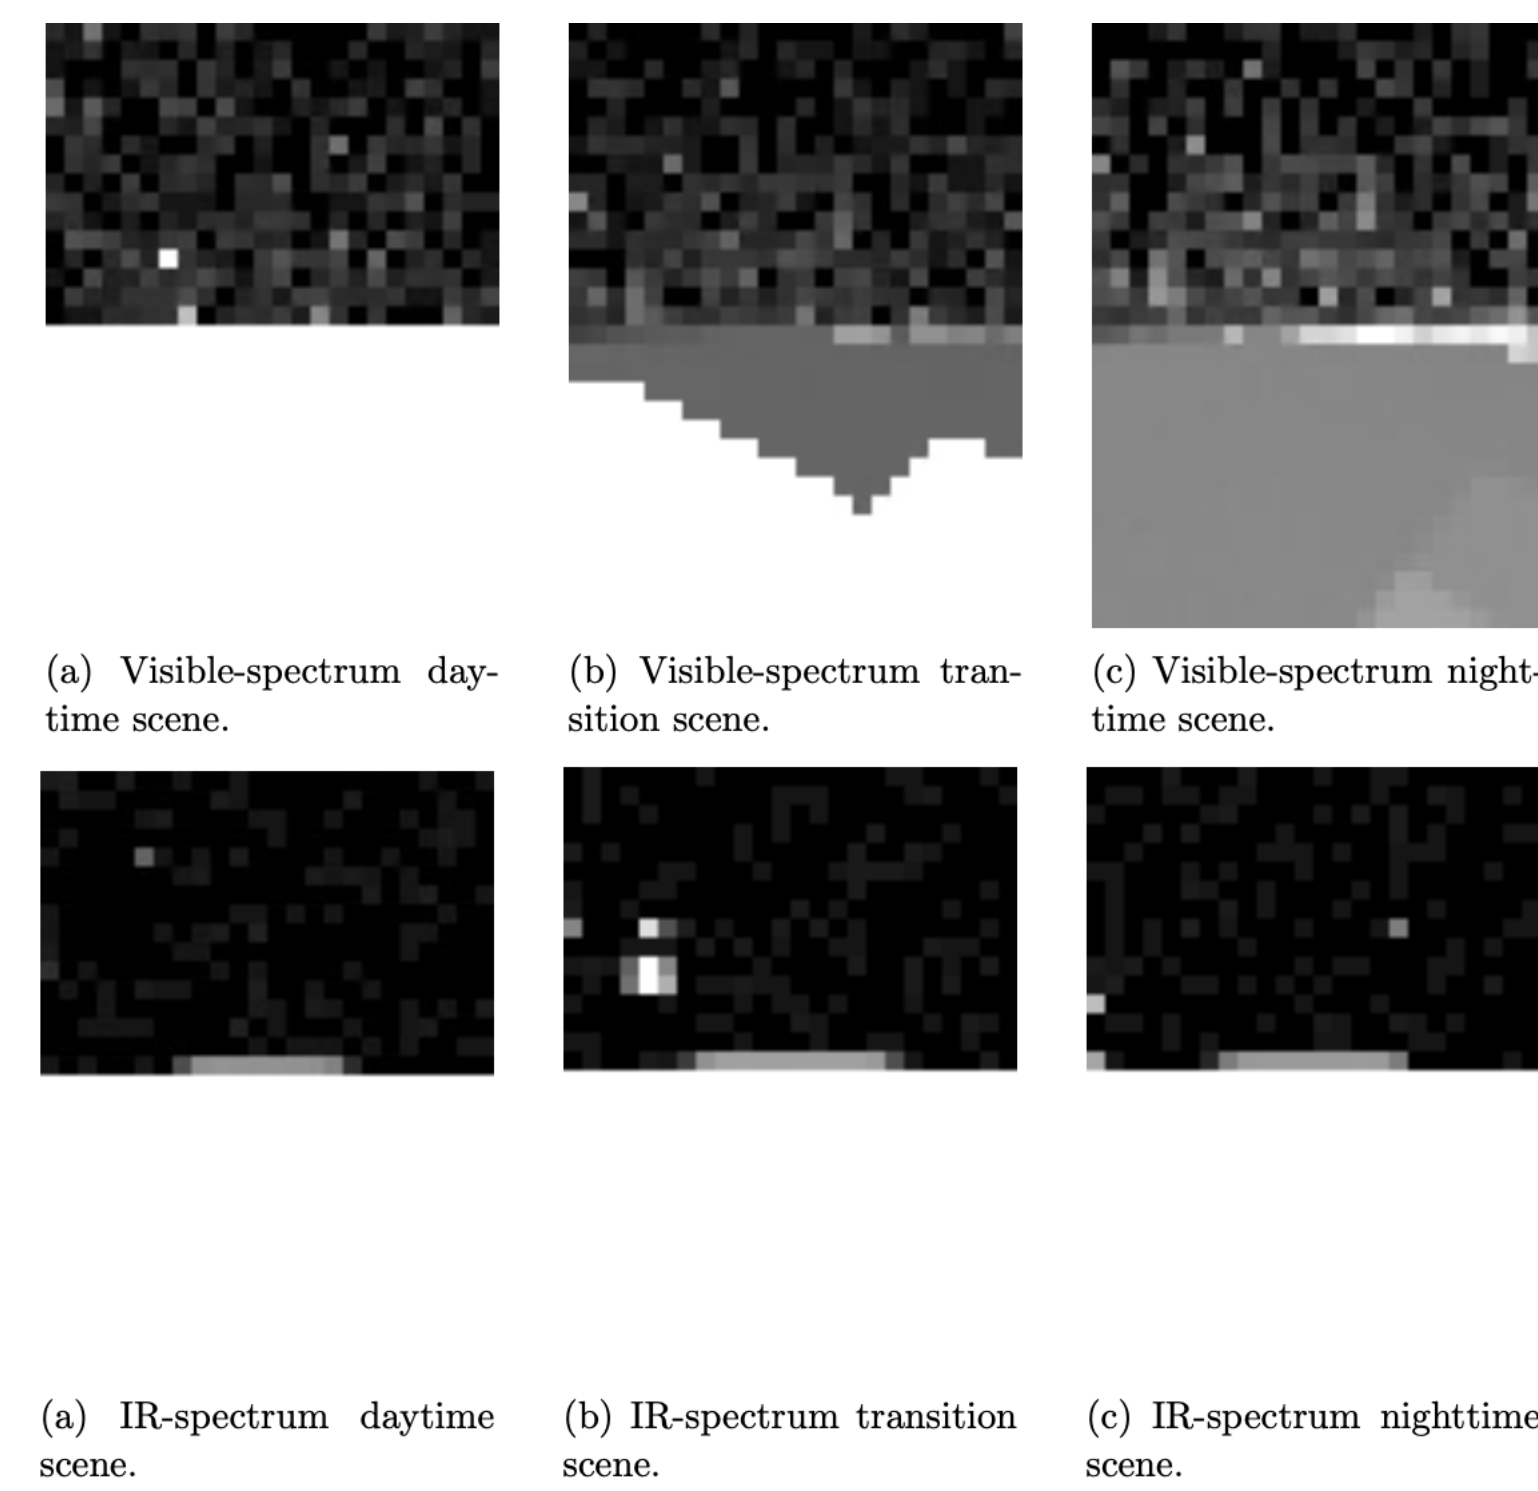 (a) Visible-spectrum day- (b) Visible-spectrum tran- (c) Visible-spectrum night-
time scene. sition scene. time scene.
(a) IR-spectrum daytime (b) IR-spectrum transition (c) IR-spectrum nighttime
scene. scene. scene.